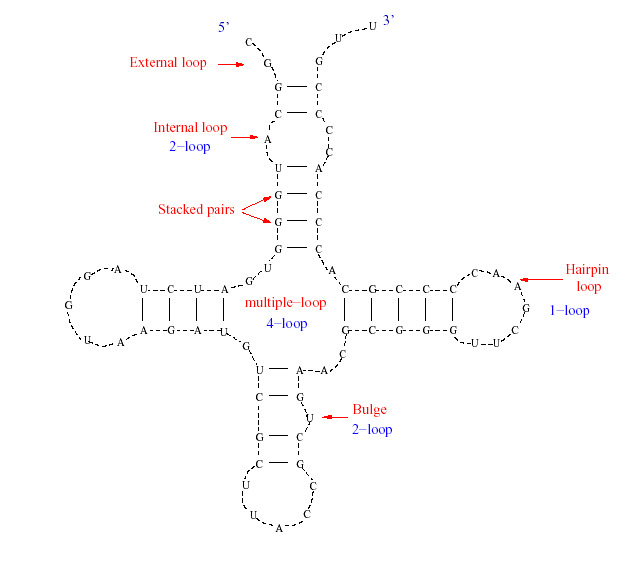 5’ 3’
U
U
C
G G
External loop
G C
C C
Internal loop
C
A
2−loop
C
U A
G C
Stacked pairs
G C
G C
U A
Hairpin
loop
G A G C A A
U C U A C G C C C
multiple−loop
4−loop
G G
1−loop
U A A G A U G C G G G C
U U
G C
U A A
C G
Bulge
U
2−loop
G C
C G
U C
U C
A